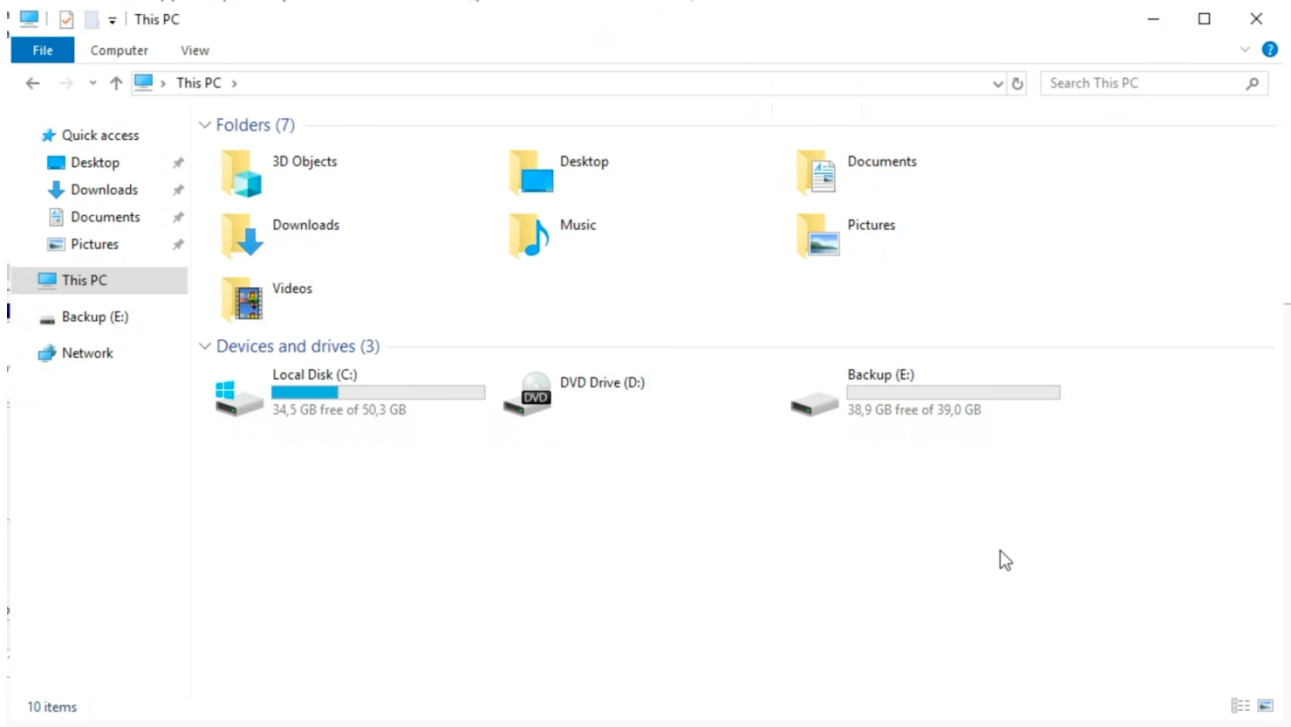 This PC
File Computer View
This PC
Search This PC
Quick access
Desktop
Downloads
Documents
Pictures
This PC
Backup (E:)
Network
Folders (7)
3D Objects
Desktop
Documents
Downloads
Music
Pictures
Videos
Devices and drives (3)
Local Disk (C:)
34,5 GB free of 50,3 GB
DVD Drive (D:)
DVD
Backup (E:)
38,9 GB free of 39,0 GB
10 items